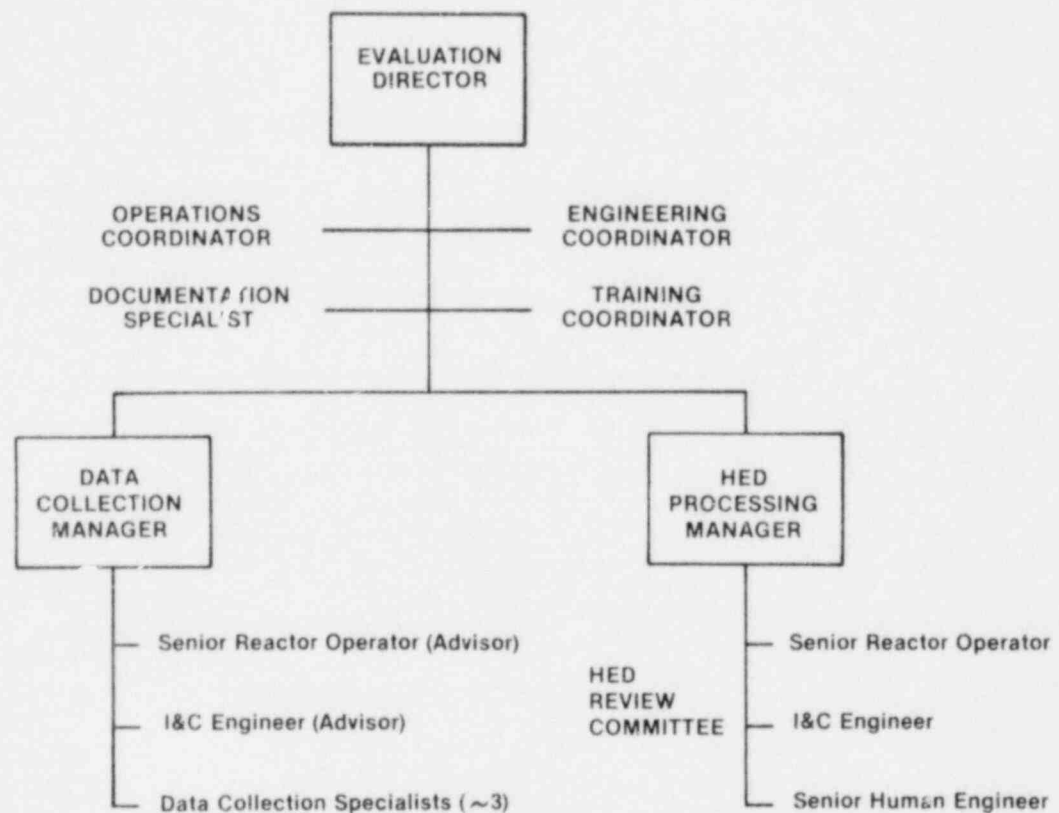 EVALUATION
DIRECTOR
OPERATIONS
COORDINATOR
ENGINEERING
COORDINATOR
DOCUMENTATION
SPECIALIST
TRAINING
COORDINATOR
DATA
COLLECTION
MANAGER
HED
PROCESSING
MANAGER
Senior Reactor Operator (Advisor)
I&C Engineer (Advisor)
Data Collection Specialists (~3)
HED
REVIEW
COMMITTEE
Senior Reactor Operator
I&C Engineer
Senior Human Engineer